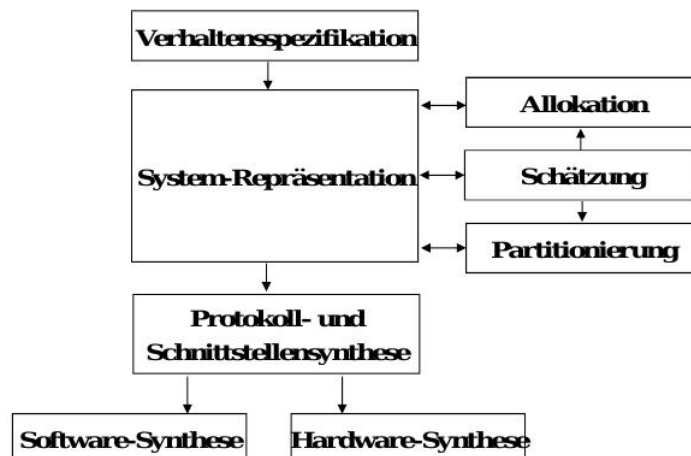 Verhaltensspezifikation
Allokation
System-Repräsentation
Schätzung
Partitionierung
Protokoll- und
Schnittstellensynthese
Software-Synthese
Hardware-Synthese